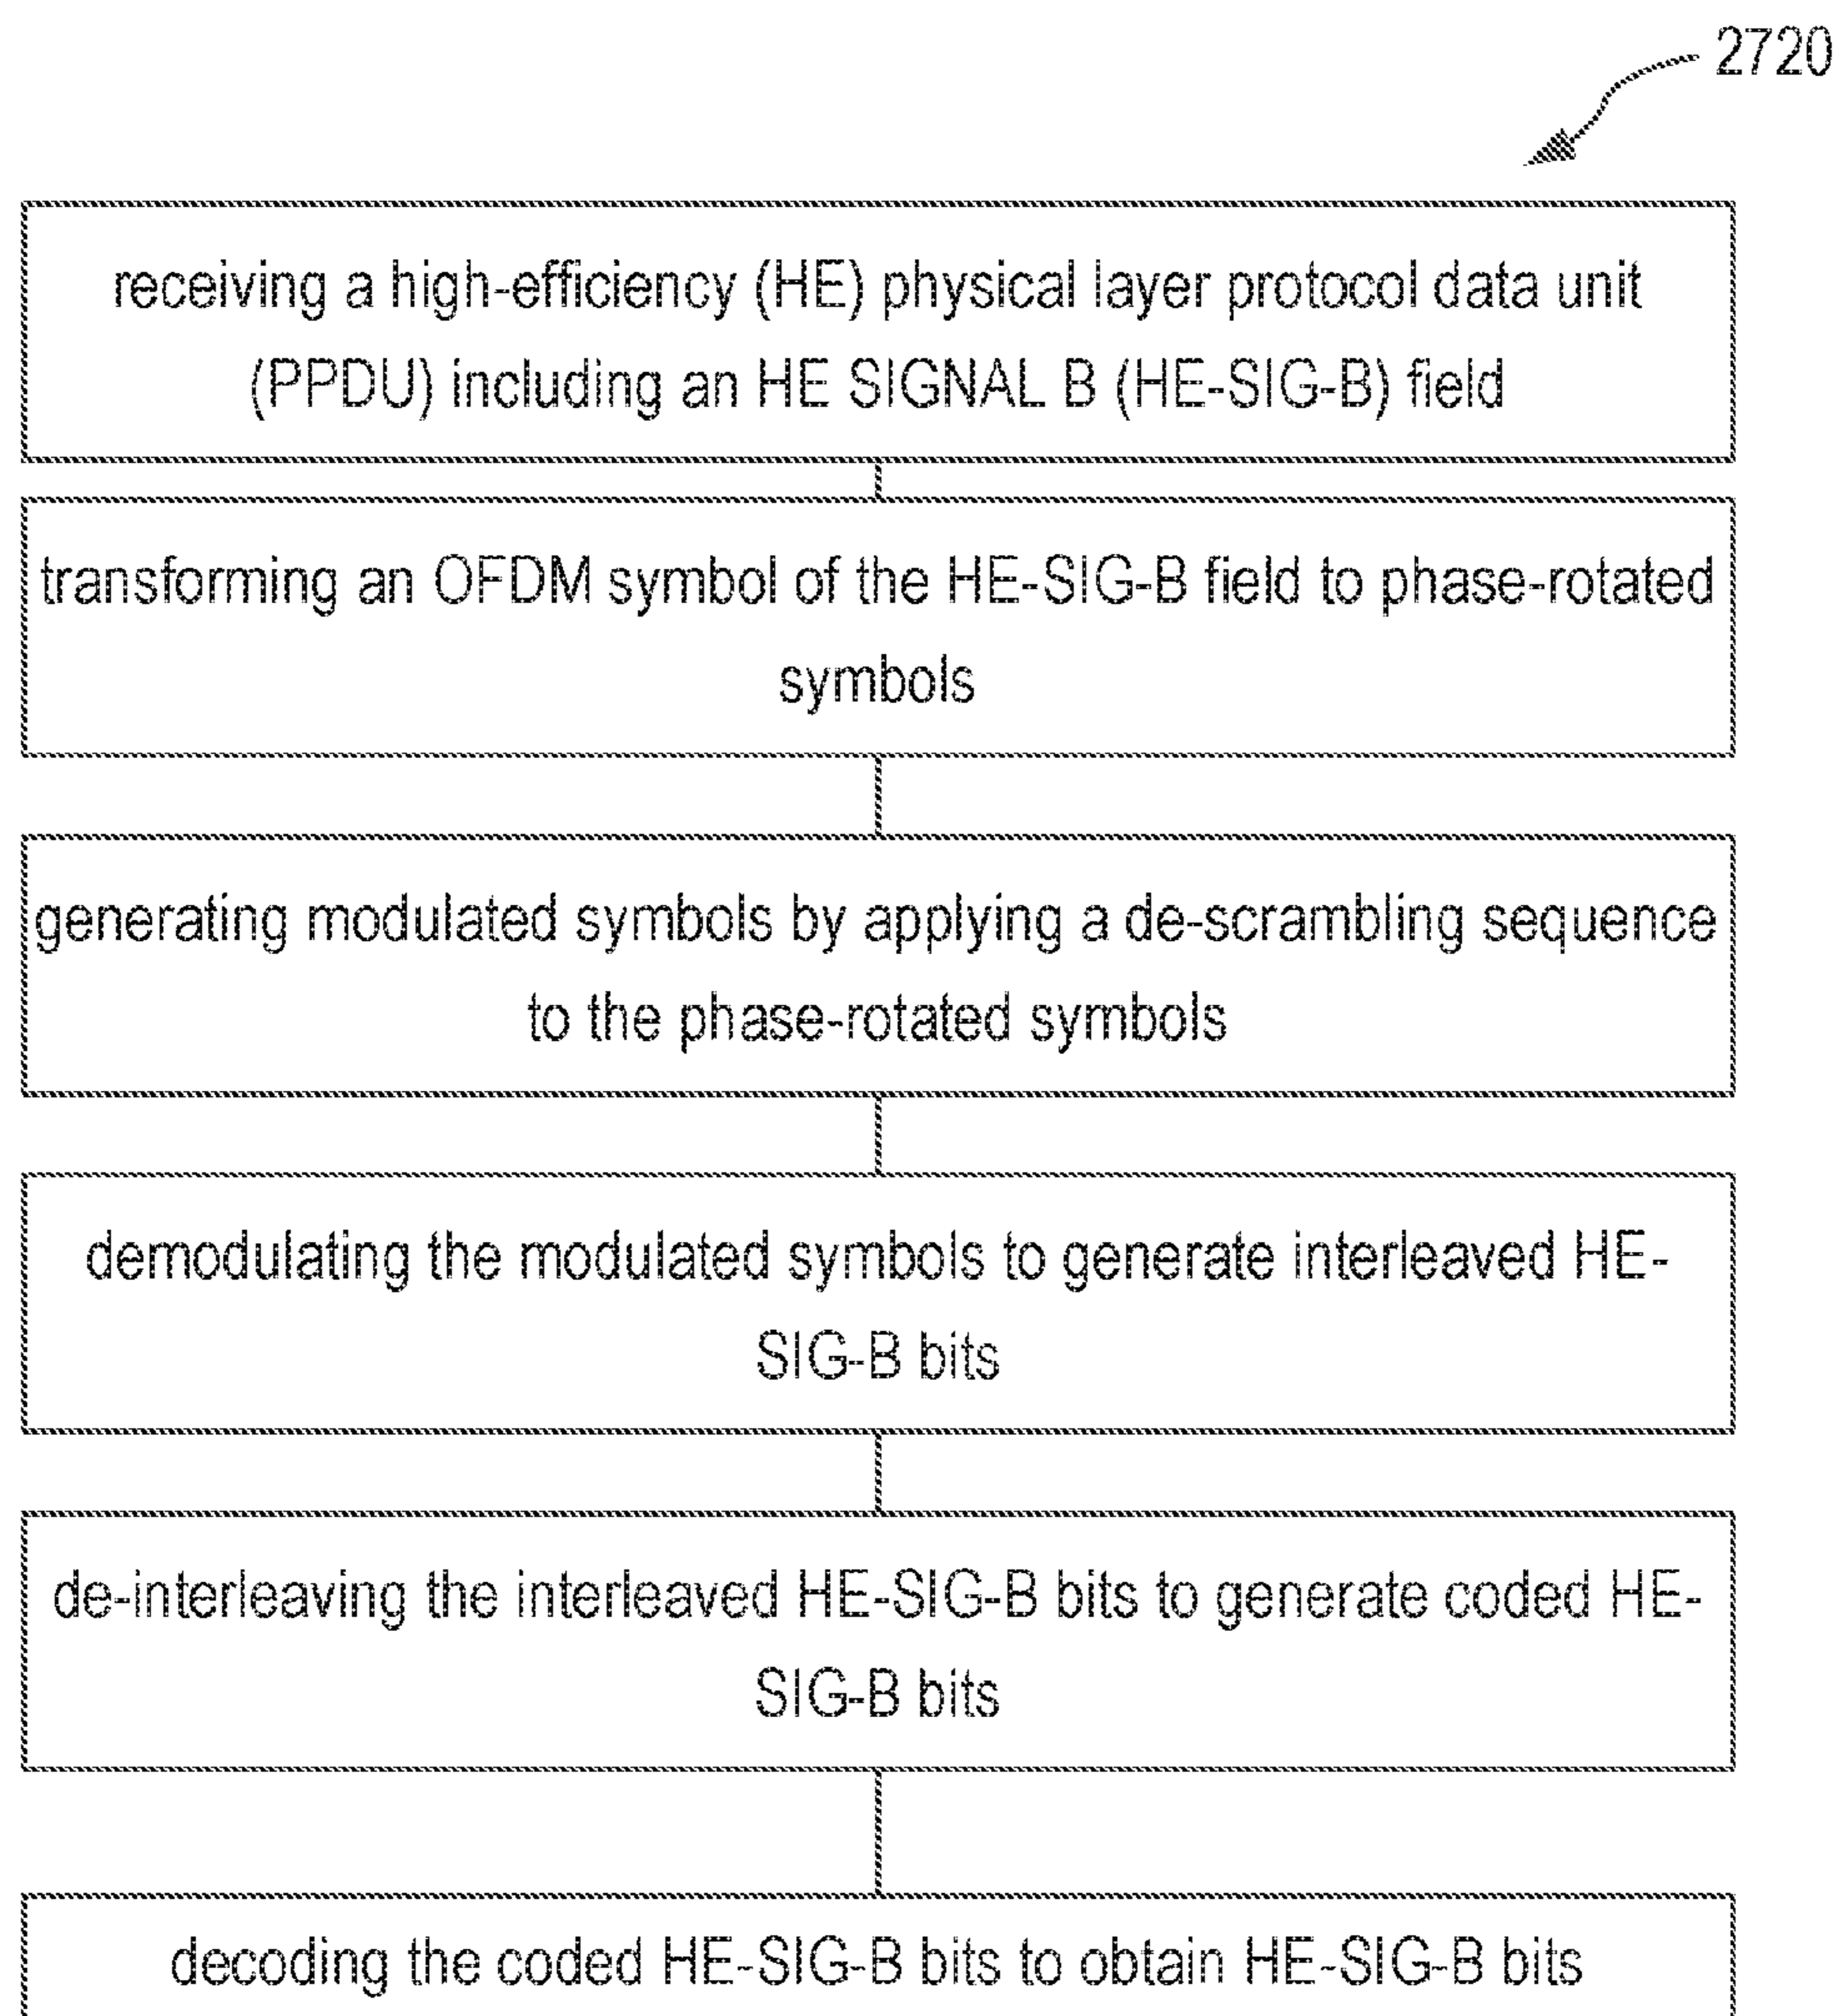 2720
receiving a high-efficiency (HE) physical layer protocol data unit
(PPDU) including an HE SIGNAL B (HE-SIG-B) field
transforming an OFDM symbol of the HE-SIG-B field to phase-rotated
symbols
generating modulated symbols by applying a de-scrambling sequence
to the phase-rotated symbols
demodulating the modulated symbols to generate interleaved HE-
SIG-B bits
de-interleaving the interleaved HE-SIG-B bits to generate coded HE-
SIG-B bits
decoding the coded HE-SIG-B bits to obtain HE-SIG-B bits